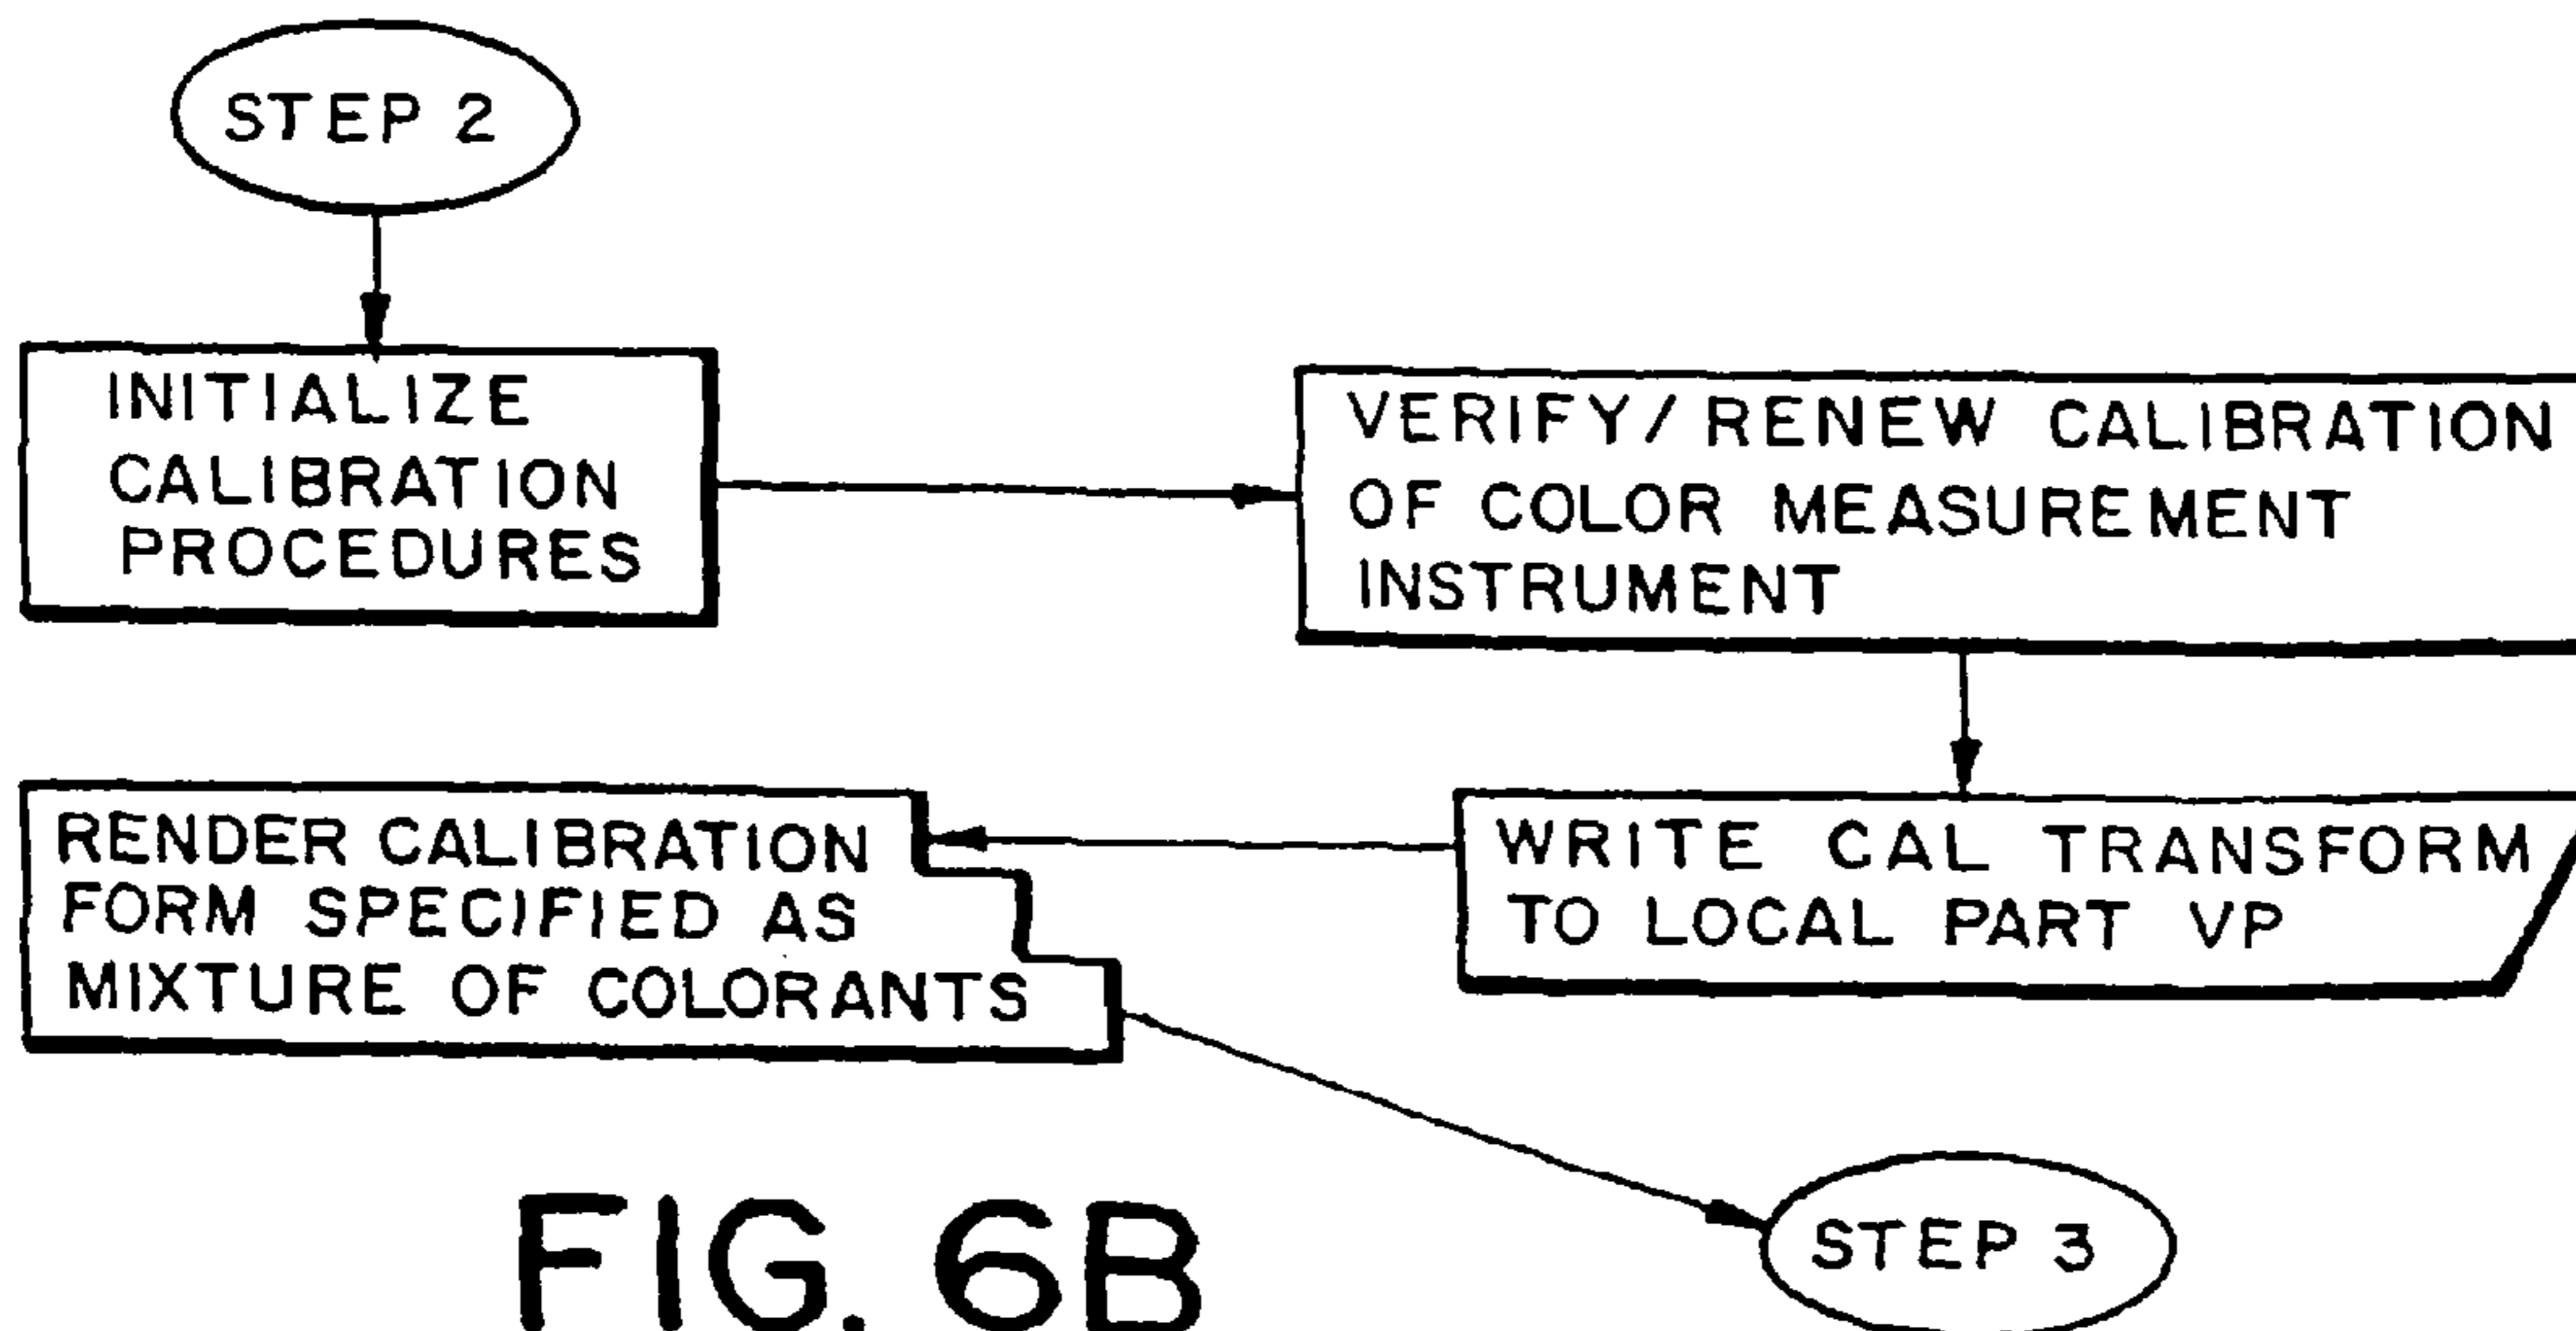 STEP 2
INITIALIZE
CALIBRATION
PROCEDURES
VERIFY/RENEW CALIBRATION
OF COLOR MEASUREMENT
INSTRUMENT
WRITE CAL TRANSFORM
TO LOCAL PART VP
RENDER CALIBRATION
FORM SPECIFIED AS
MIXTURE OF COLORANTS
STEP 3
FIG. 6B